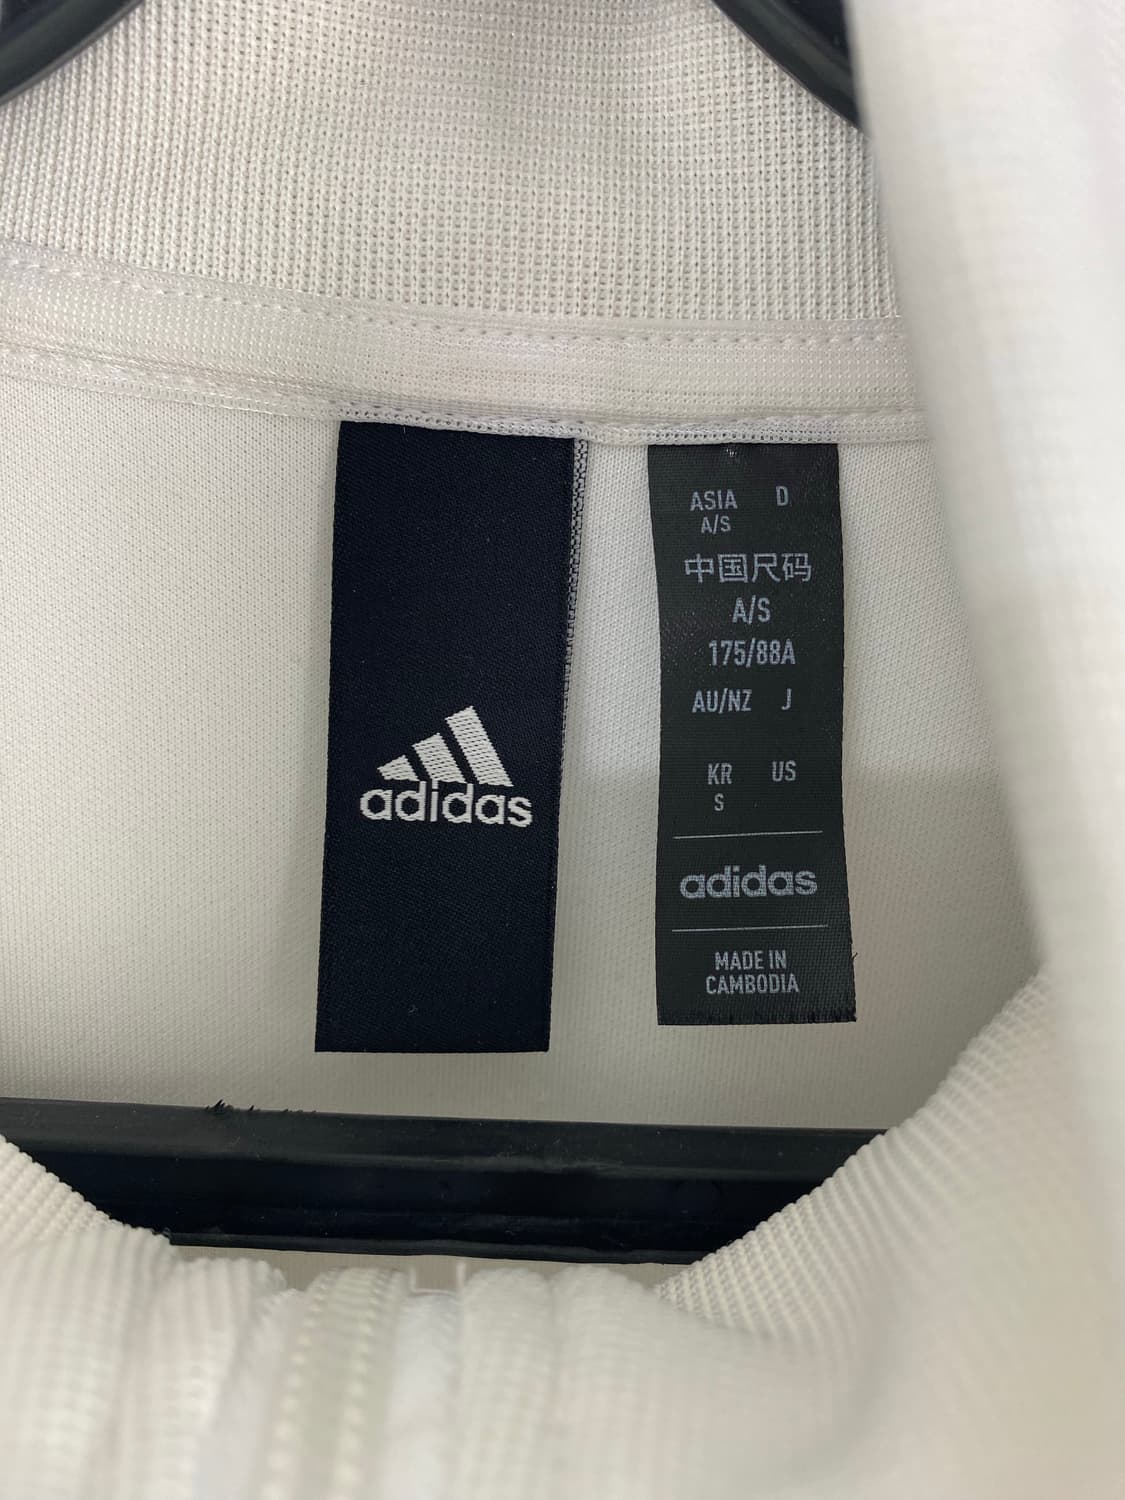 adidas
ASIA D
A/S
中国尺码
A/S
175/88A
AU/NZ J
KR US
S
adidas
MADE IN
CAMBODIA